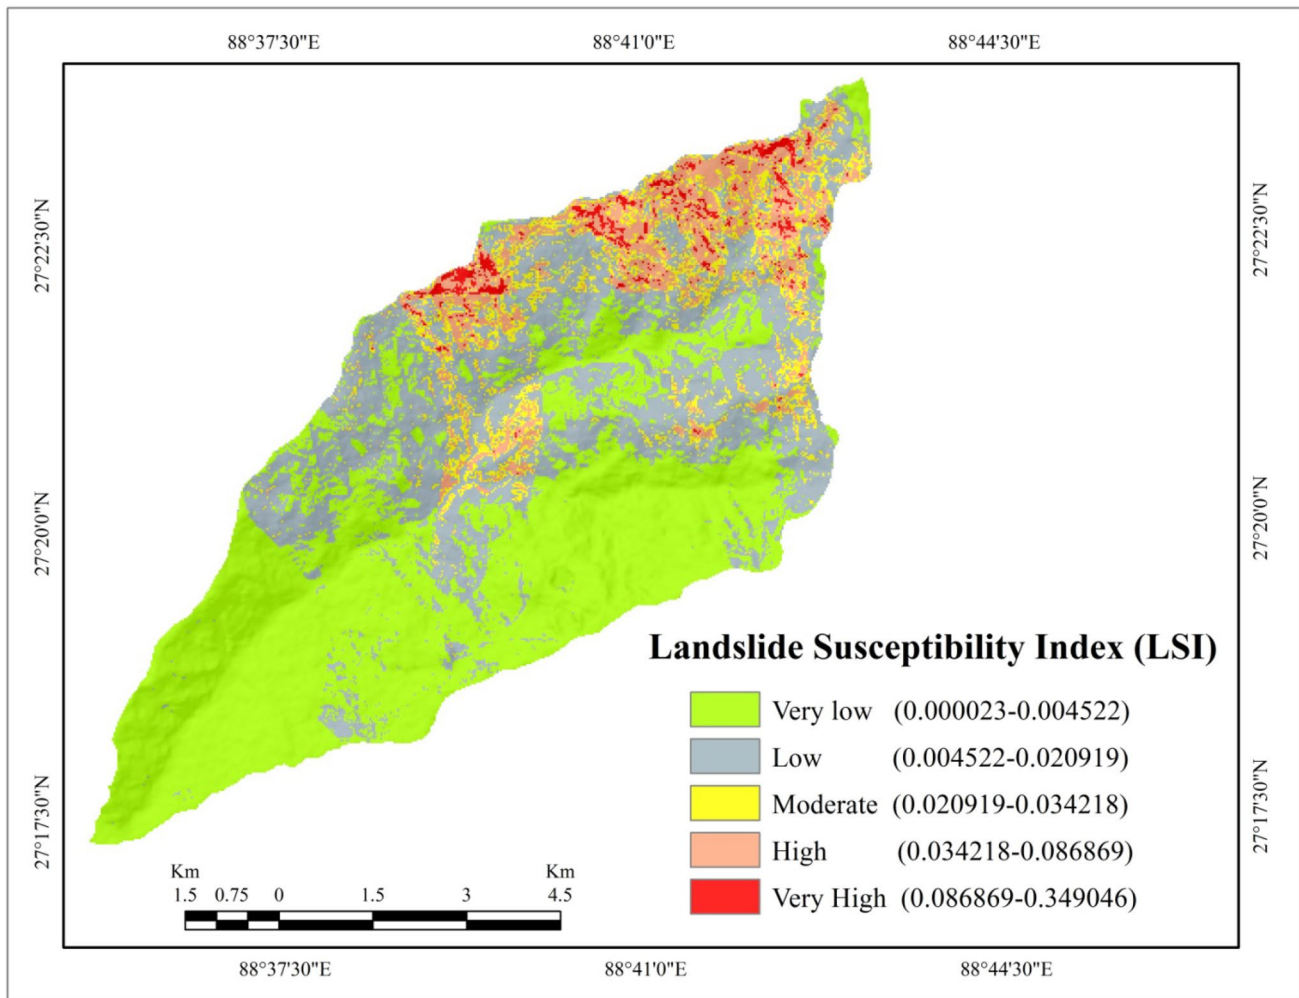 88°37'30"E 88°41'0"E 88°44'30"E
27°22'30"N
27°22'30"N
27°20'0"N
27°20'0"N
27°17'30"N
27°17'30"N
Landslide Susceptibility Index (LSI)
Very low (0.000023-0.004522)
Low (0.004522-0.020919)
Moderate (0.020919-0.034218)
High (0.034218-0.086869)
Very High (0.086869-0.349046)
Km Km
1.5 0.75 0 1.5 3 4.5
88°37'30"E 88°41'0"E 88°44'30"E